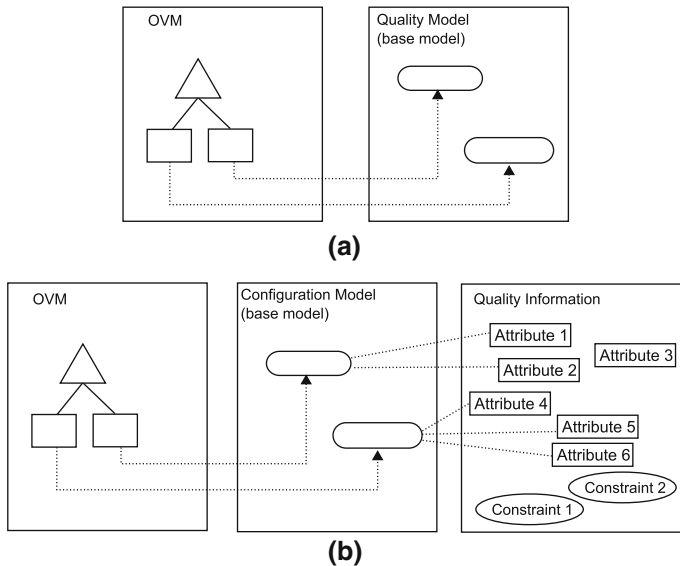 OVM
Quality Model
(base model)
(a)
OVM
Configuration Model
(base model)
Quality Information
Attribute 1
Attribute 3
Attribute 2
Attribute 4
Attribute 5
Attribute 6
Constraint 2
Constraint 1
(b)